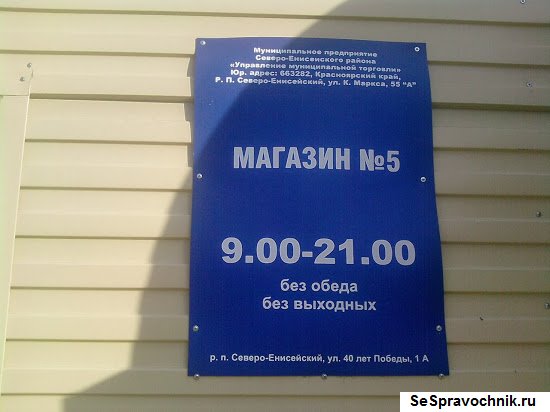 Муниципальное предприятие
Северо-Енисейского района
«Управление муниципальной торговли»
Юр. адрес: 663282, Красноярский край,
Р. П. Северо-Енисейский, ул. К. Маркса, 55 "А"
МАГАЗИН №5
9.00-21.00
без обеда
без выходных
р. п. Северо-Енисейский, ул. 40 лет Победы, 1 А
SeSpravochnik.ru